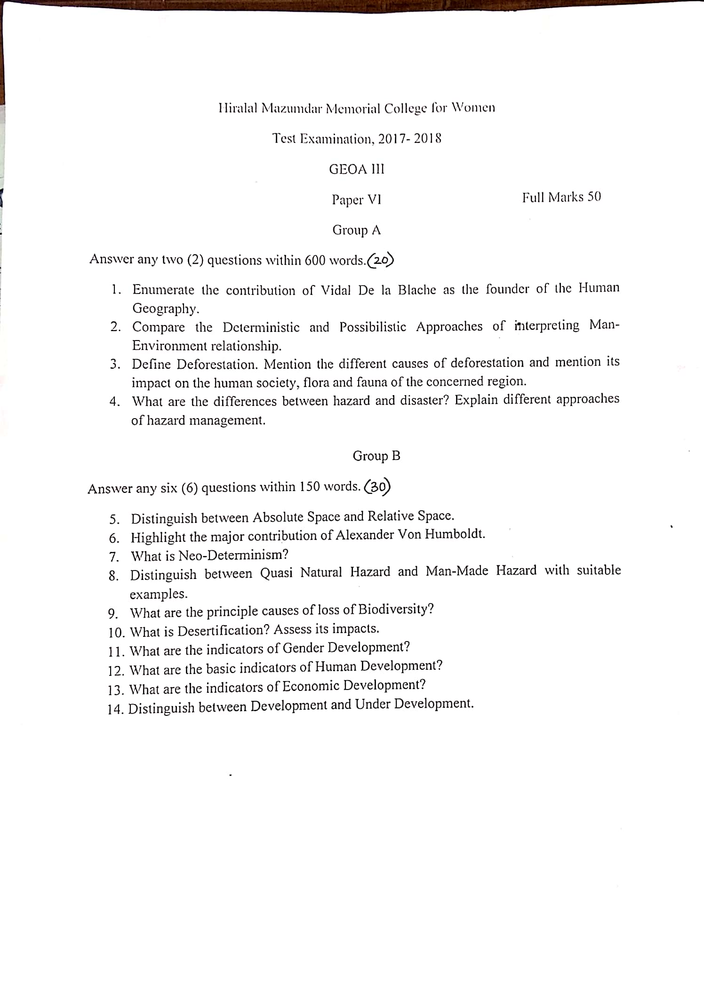 Hiralal Mazumdar Memorial College for Women
Test Examination, 2017- 2018
GEOA III
Paper VI
Full Marks 50
Group A
Answer any two (2) questions within 600 words.(20)
1. Enumerate the contribution of Vidal De la Blache as the founder of the Human
Geography.
2. Compare the Deterministic and Possibilistic Approaches of interpreting Man-
Environment relationship.
3. Define Deforestation. Mention the different causes of deforestation and mention its
impact on the human society, flora and fauna of the concerned region.
4. What are the differences between hazard and disaster? Explain different approaches
of hazard management.
Group B
Answer any six (6) questions within 150 words. (30)
5. Distinguish between Absolute Space and Relative Space.
6. Highlight the major contribution of Alexander Von Humboldt.
7. What is Neo-Determinism?
8. Distinguish between Quasi Natural Hazard and Man-Made Hazard with suitable
examples.
9. What are the principle causes of loss of Biodiversity?
10. What is Desertification? Assess its impacts.
11. What are the indicators of Gender Development?
12. What are the basic indicators of Human Development?
13. What are the indicators of Economic Development?
14. Distinguish between Development and Under Development.